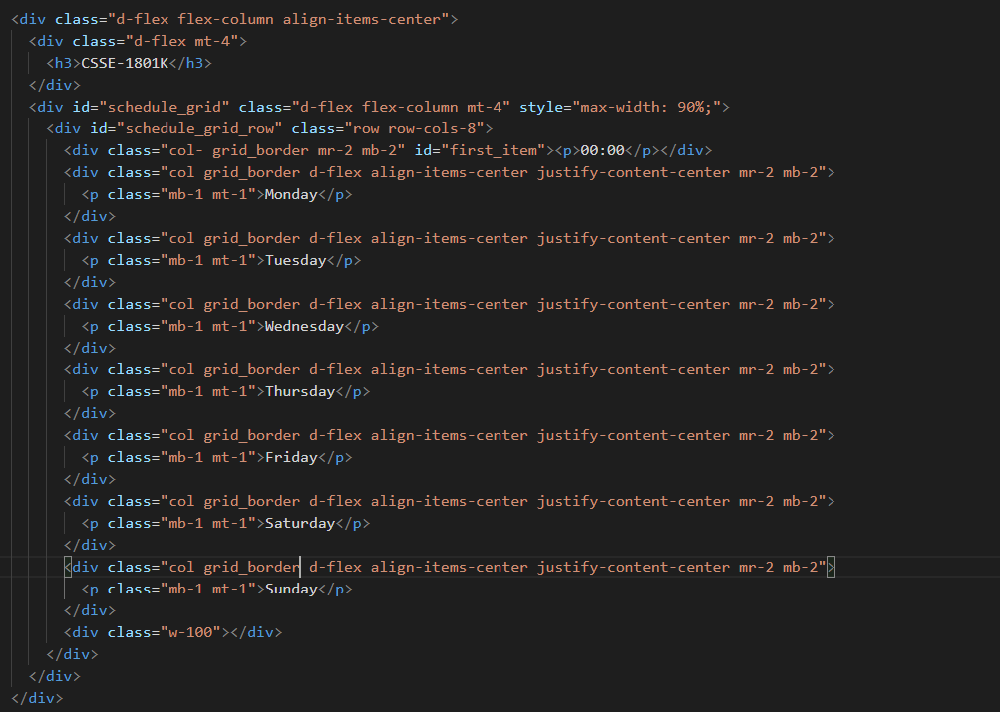 <div class="d-flex flex-column align-items-center">
<div class="d-flex mt-4">
<h3>CSSE-1801K</h3>
</div>
<div id="schedule_grid" class="d-flex flex-column mt-4" style="max-width: 90%;">
<div id="schedule_grid_row" class="row row-cols-8">
<div class="col- grid_border mr-2 mb-2" id="first_item"><p>00:00</p></div>
<div class="col grid_border d-flex align-items-center justify-content-center mr-2 mb-2">
<p class="mb-1 mt-1">Monday</p>
</div>
<div class="col grid_border d-flex align-items-center justify-content-center mr-2 mb-2">
<p class="mb-1 mt-1">Tuesday</p>
</div>
<div class="col grid_border d-flex align-items-center justify-content-center mr-2 mb-2">
<p class="mb-1 mt-1">Wednesday</p>
</div>
<div class="col grid_border d-flex align-items-center justify-content-center mr-2 mb-2">
<p class="mb-1 mt-1">Thursday</p>
</div>
<div class="col grid_border d-flex align-items-center justify-content-center mr-2 mb-2">
<p class="mb-1 mt-1">Friday</p>
</div>
<div class="col grid_border d-flex align-items-center justify-content-center mr-2 mb-2">
<p class="mb-1 mt-1">Saturday</p>
</div>
<div class="col grid_border d-flex align-items-center justify-content-center mr-2 mb-2">
<p class="mb-1 mt-1">Sunday</p>
</div>
<div class="w-100"></div>
</div>
</div>
</div>